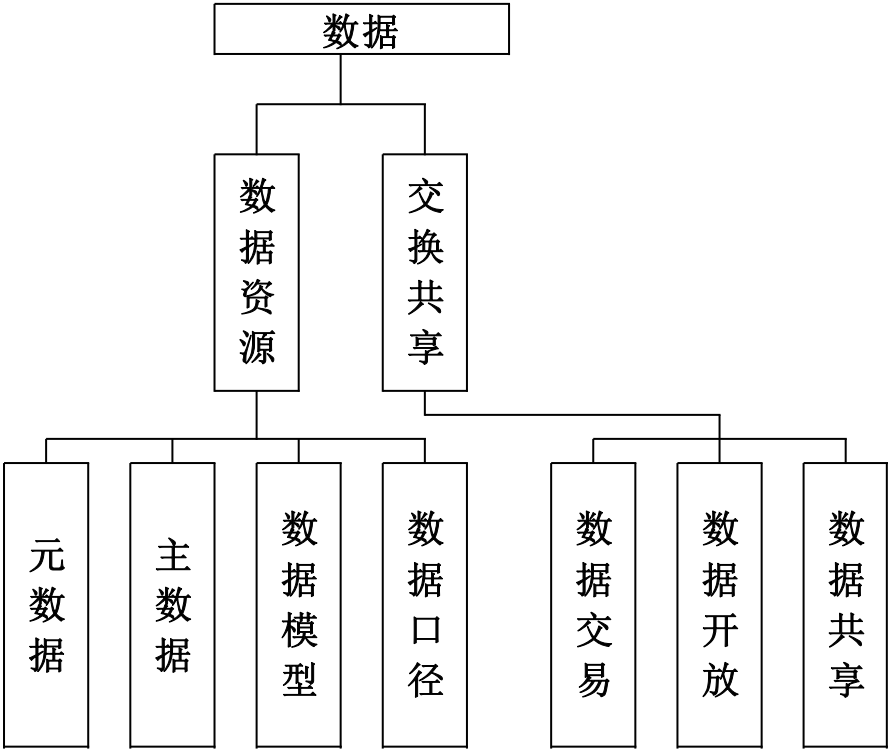 数据
数据资源
交换共享
元数据
主数据
数据模型
数据口径
数据交易
数据开放
数据共享